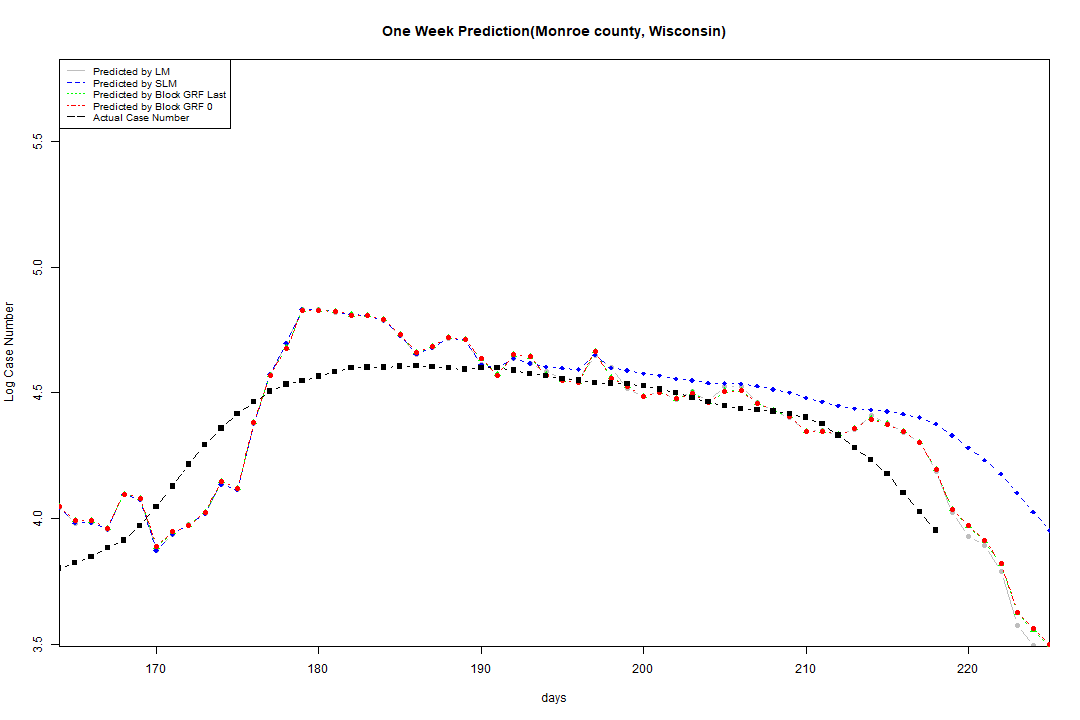 One Week Prediction(Monroe county, Wisconsin)
Predicted by LM
Predicted by SLM
Predicted by Block GRF Last
Predicted by Block GRF 0
Actual Case Number
5.5
5.0
4.5
4.0
3.5
Log Case Number
170 180 190 200 210 220
days